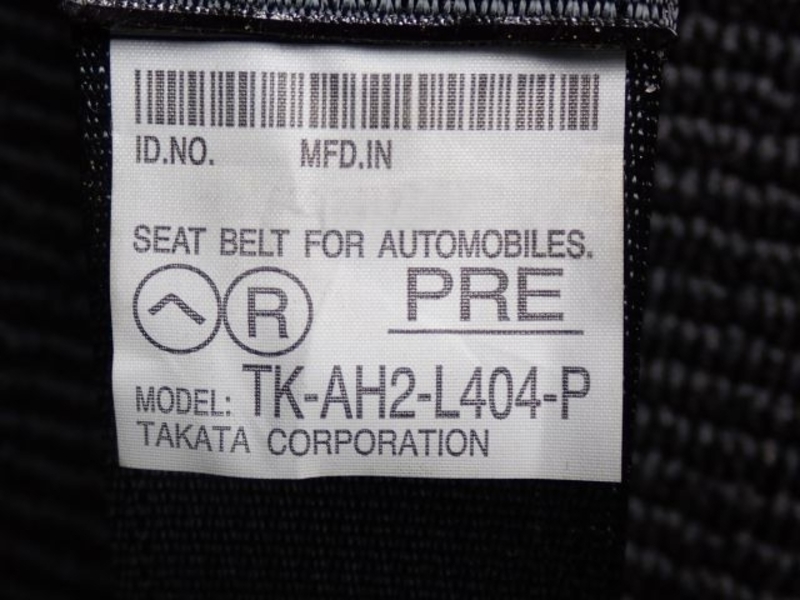 ID.NO. MFD.IN
SEAT BELT FOR AUTOMOBILES.
R PRE
MODEL: TK-AH2-L404-P
TAKATA CORPORATION